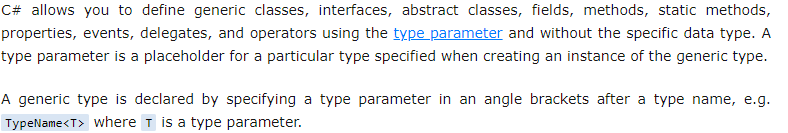 C# allows you to define generic classes, interfaces, abstract classes, fields, methods, static methods,
properties, events, delegates, and operators using the type parameter and without the specific data type. A
type parameter is a placeholder for a particular type specified when creating an instance of the generic type.
A generic type is declared by specifying a type parameter in an angle brackets after a type name, e.g.
TypeName<T> where T is a type parameter.